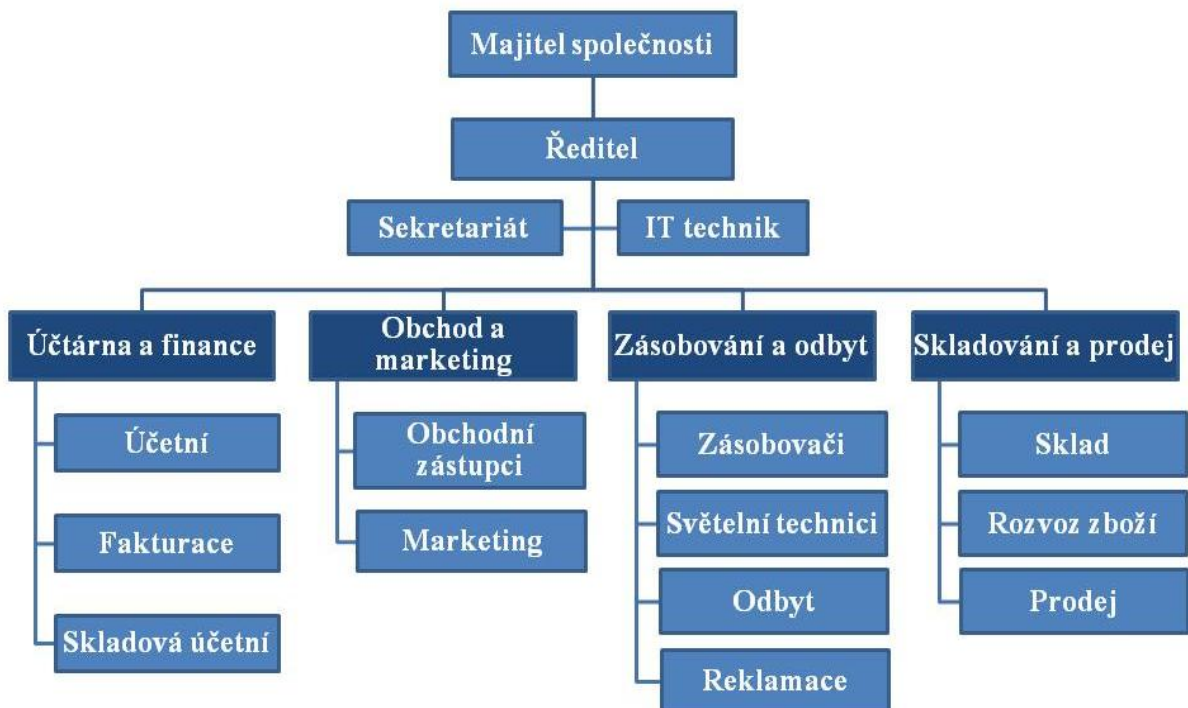 Majitel společnosti
Ředitel
Sekretariát
IT technik
Účtárna a finance
Obchod a
marketing
Zásobování a odbyt
Skladování a prodej
Účetní
Fakturace
Skladová účetní
Obchodní
zástupci
Marketing
Zásobovači
Světelní technici
Odbyt
Reklamace
Sklad
Rozvoz zboží
Prodej